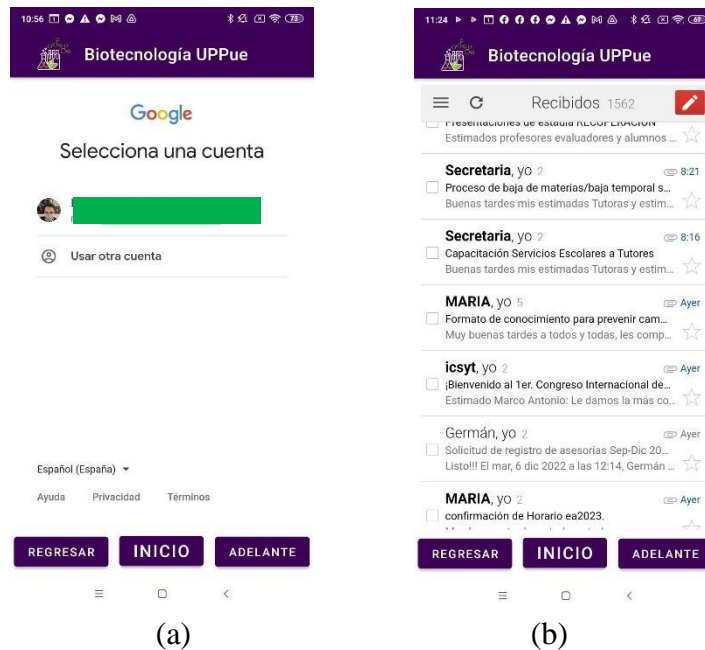 10:56
73
Biotecnología UPPue
Google
Selecciona una cuenta
Usar otra cuenta
Español (España)
Ayuda Privacidad Términos
REGRESAR INICIO ADELANTE
(a)
11:24
Biotecnología UPPue
Recibidos 1562
Presentaciones de estadía RECUPERACIÓN
Estimados profesores evaluadores y alumnos ...
Secretaria, yo 2 8:21
Proceso de baja de materias/baja temporal s...
Buenas tardes mis estimadas Tutoras y estim...
Secretaria, yo 2 8:16
Capacitación Servicios Escolares a Tutores
Buenas tardes mis estimadas Tutoras y estim...
MARIA, yo 5 Ayer
Formato de conocimiento para prevenir cam...
Muy buenas tardes a todos y todas, les comp...
icsyt, yo 2 Ayer
¡Bienvenido al 1er. Congreso Internacional de...
Estimado Marco Antonio: Le damos la más co...
Germán, yo 2 Ayer
Solicitud de registro de asesorías Sep-Dic 20...
Listo!!! El mar, 6 dic 2022 a las 12:14, Germán ...
MARIA, yo 2 Ayer
confirmación de Horario ea2023.
REGRESAR INICIO ADELANTE
(b)